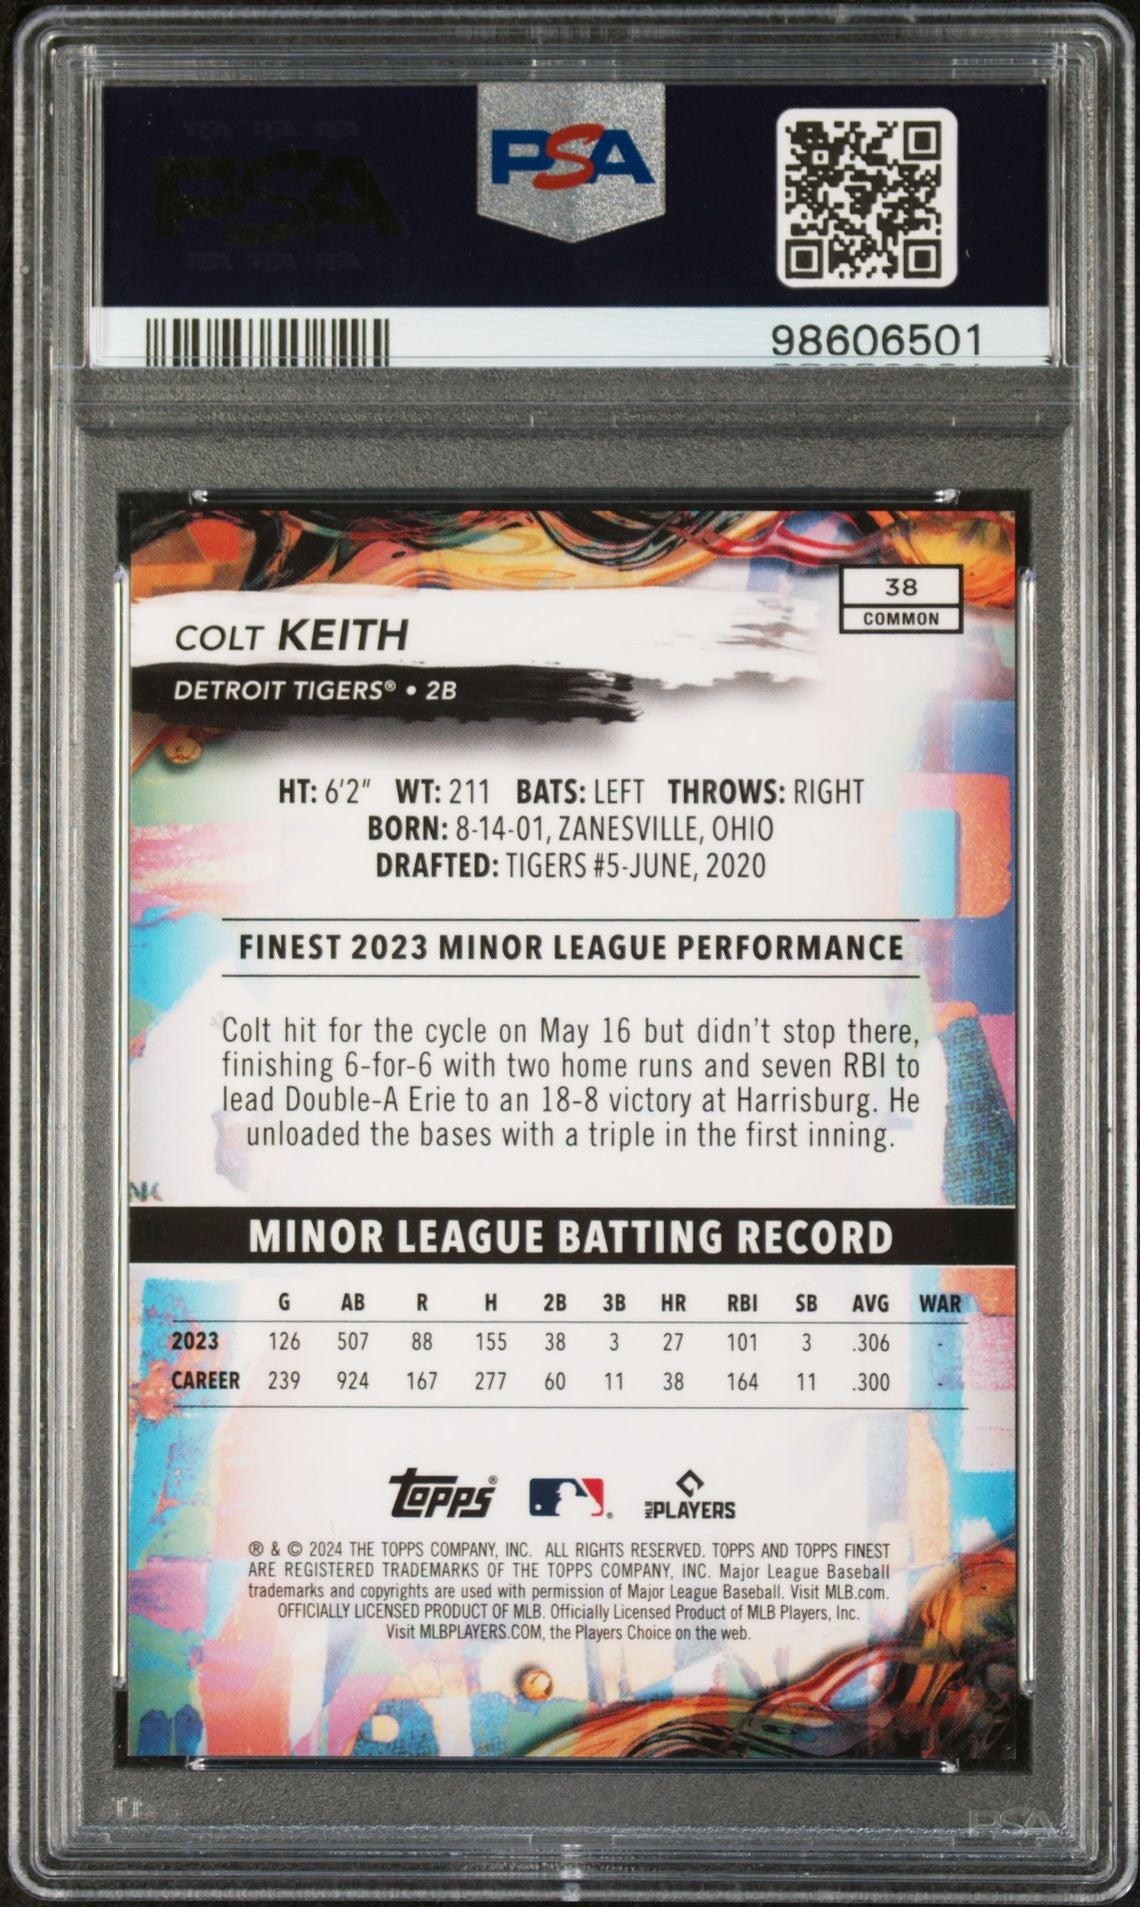 PSA PSA PSA
PSA
PSA PSA PSA
PSA
98606501
38
COMMON
COLT KEITH
DETROIT TIGERS® • 2B
HT: 6'2" WT: 211 BATS: LEFT THROWS: RIGHT
BORN: 8-14-01, ZANESVILLE, OHIO
DRAFTED: TIGERS #5-JUNE, 2020
FINEST 2023 MINOR LEAGUE PERFORMANCE
Colt hit for the cycle on May 16 but didn't stop there,
finishing 6-for-6 with two home runs and seven RBI to
lead Double-A Erie to an 18-8 victory at Harrisburg. He
unloaded the bases with a triple in the first inning.
MINOR LEAGUE BATTING RECORD
G AB R H 2B 3B HR RBI SB AVG WAR
2023 126 507 88 155 38 3 27 101 3 .306 -
CAREER 239 924 167 277 60 11 38 164 11 .300 -
Topps® ® MLB PLAYERS
® & © 2024 THE TOPPS COMPANY, INC. ALL RIGHTS RESERVED. TOPPS AND TOPPS FINEST
ARE REGISTERED TRADEMARKS OF THE TOPPS COMPANY, INC. Major League Baseball
trademarks and copyrights are used with permission of Major League Baseball. Visit MLB.com.
OFFICIALLY LICENSED PRODUCT OF MLB. Officially Licensed Product of MLB Players, Inc.
Visit MLBPLAYERS.COM, the Players Choice on the web.
PSA